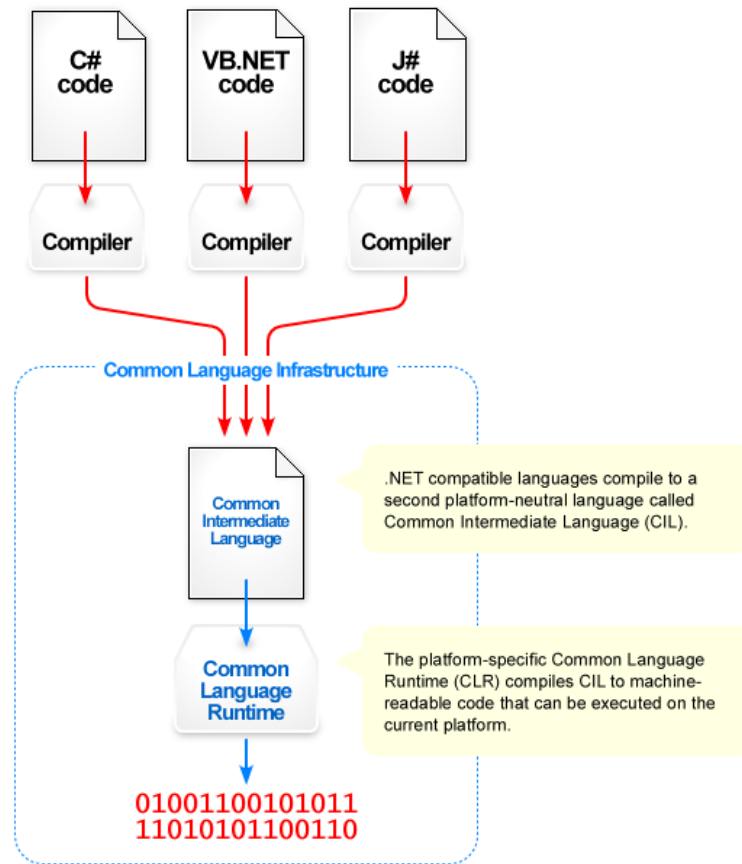 C#
code
VB.NET
code
J#
code
Compiler
Compiler
Compiler
Common Language Infrastructure
Common
Intermediate
Language
.NET compatible languages compile to a
second platform-neutral language called
Common Intermediate Language (CIL).
Common
Language
Runtime
The platform-specific Common Language
Runtime (CLR) compiles CIL to machine-
readable code that can be executed on the
current platform.
01001100101011
11010101100110